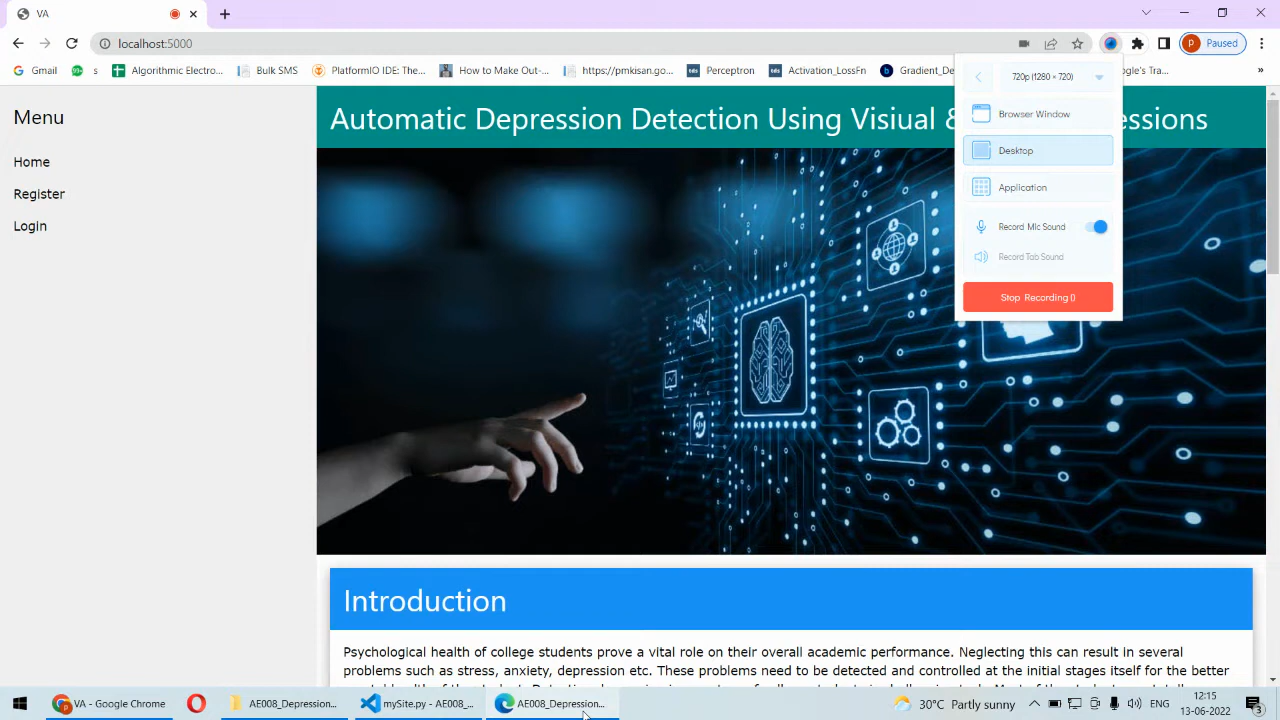 VA
localhost:5000
Paused
Gmail
99+
s
Algorithmic Electro...
Bulk SMS
PlatformIO IDE: The...
How to Make Out-...
https://pmkisan.go...
Perceptron
Activation_LossFn
Gradient_De
gle's Tra...
»
720p (1280 × 720)
Browser Window
Desktop
Application
Record Mic Sound
Record Tab Sound
Stop Recording ()
Menu
Home
Register
Login
Automatic Depression Detection Using Visiual &
essions
Introduction
Psychological health of college students prove a vital role on their overall academic performance. Neglecting this can result in several
problems such as stress, anxiety, depression etc. These problems need to be detected and controlled at the initial stages itself for the better
VA - Google Chrome
AE008_Depression...
mySitepy - AE008_...
AE008_Depression...
30°C Partly sunny
ENG
12:15
13-06-2022
3